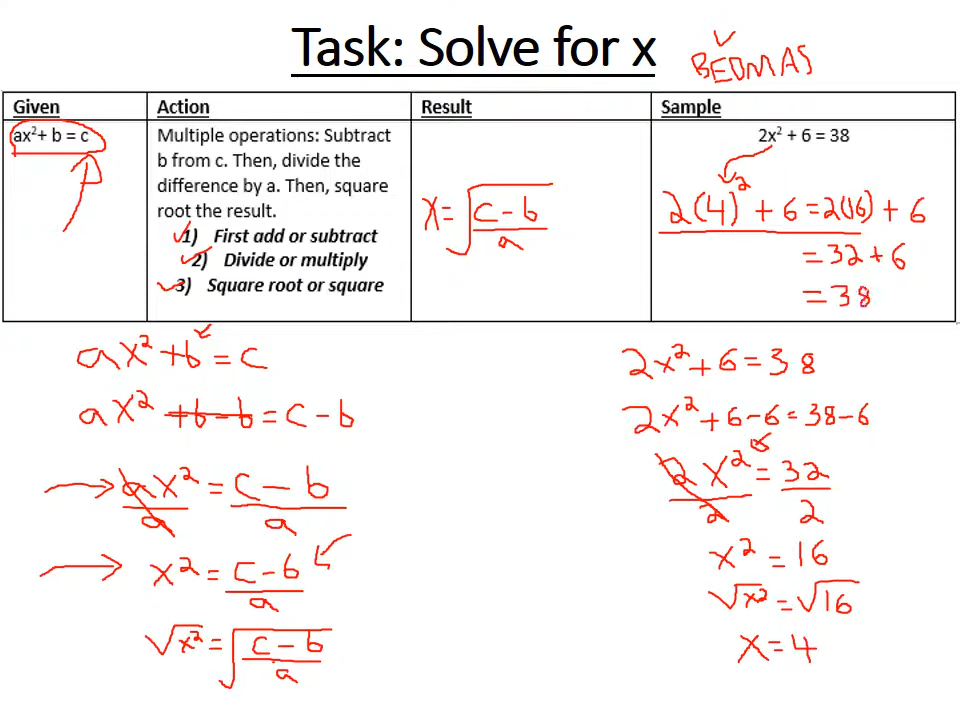 Task: Solve for x
BEDMAS
Given Action Result Sample
ax²+ b = c
Multiple operations: Subtract
b from c. Then, divide the
difference by a. Then, square
root the result.
1) First add or subtract
2) Divide or multiply
3) Square root or square
x = √((c - b)/a)
2x² + 6 = 38
2(4)² + 6 = 2(16) + 6
= 32 + 6
= 38
ax² + b = c
ax² + b - b = c - b
ax²/a = (c - b)/a
x² = (c - b)/a
√x² = √((c - b)/a)
2x² + 6 = 38
2x² + 6 - 6 = 38 - 6
2x²/2 = 32/2
x² = 16
√x² = √16
x = 4